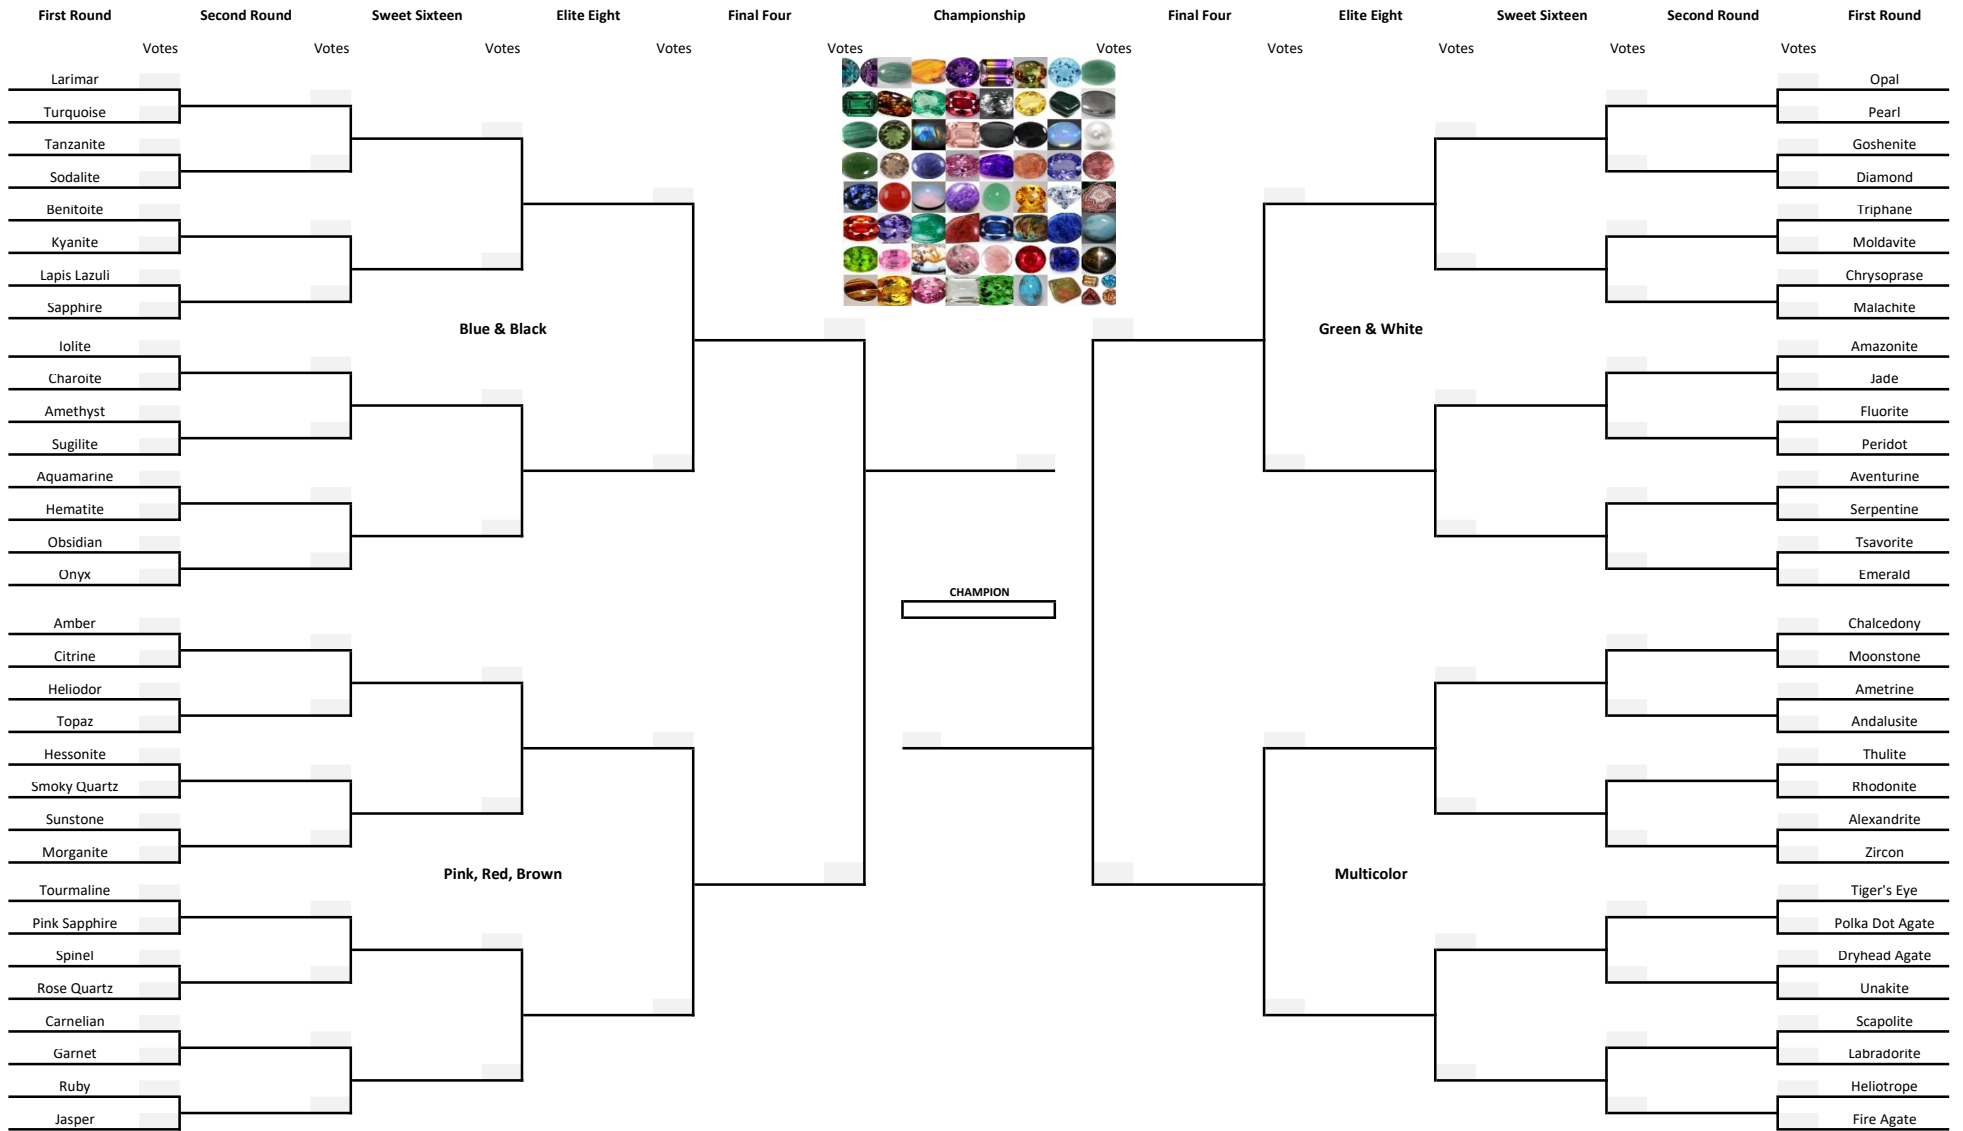 First Round Second Round Sweet Sixteen Elite Eight Final Four Championship Final Four Elite Eight Sweet Sixteen Second Round First Round
Votes Votes Votes Votes Votes Votes Votes Votes Votes Votes
Larimar Opal
Turquoise Pearl
Tanzanite Goshenite
Sodalite Diamond
Benitoite Triphane
Kyanite Moldavite
Lapis Lazuli Chrysoprase
Sapphire Malachite
Blue & Black Green & White
Iolite Amazonite
Charoite Jade
Amethyst Fluorite
Sugilite Peridot
Aquamarine Aventurine
Hematite Serpentine
Obsidian Tsavorite
Onyx Emerald
CHAMPION
Amber Chalcedony
Citrine Moonstone
Heliodor Ametrine
Topaz Andalusite
Hessonite Thulite
Smoky Quartz Rhodonite
Sunstone Alexandrite
Morganite Zircon
Pink, Red, Brown Multicolor
Tourmaline Tiger's Eye
Pink Sapphire Polka Dot Agate
Spinel Dryhead Agate
Rose Quartz Unakite
Carnelian Scapolite
Garnet Labradorite
Ruby Heliotrope
Jasper Fire Agate